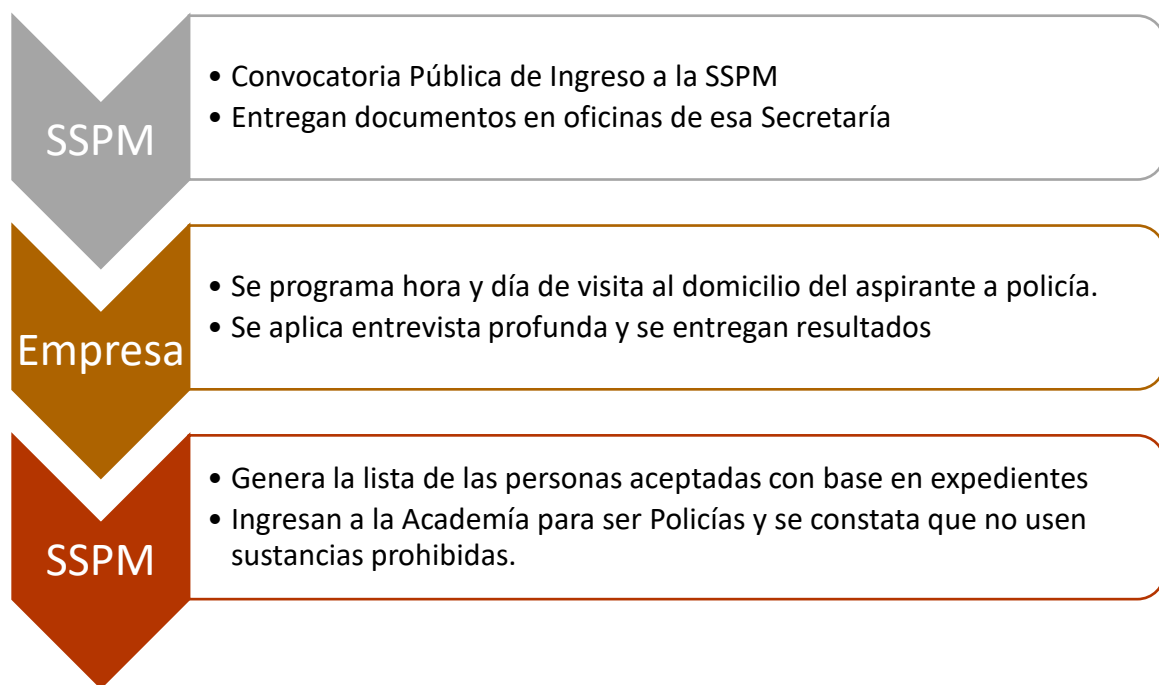 SSPM
• Convocatoria Pública de Ingreso a la SSPM
• Entregan documentos en oficinas de esa Secretaría
Empresa
• Se programa hora y día de visita al domicilio del aspirante a policía.
• Se aplica entrevista profunda y se entregan resultados
SSPM
• Genera la lista de las personas aceptadas con base en expedientes
• Ingresan a la Academía para ser Policías y se constata que no usen
sustancias prohibidas.